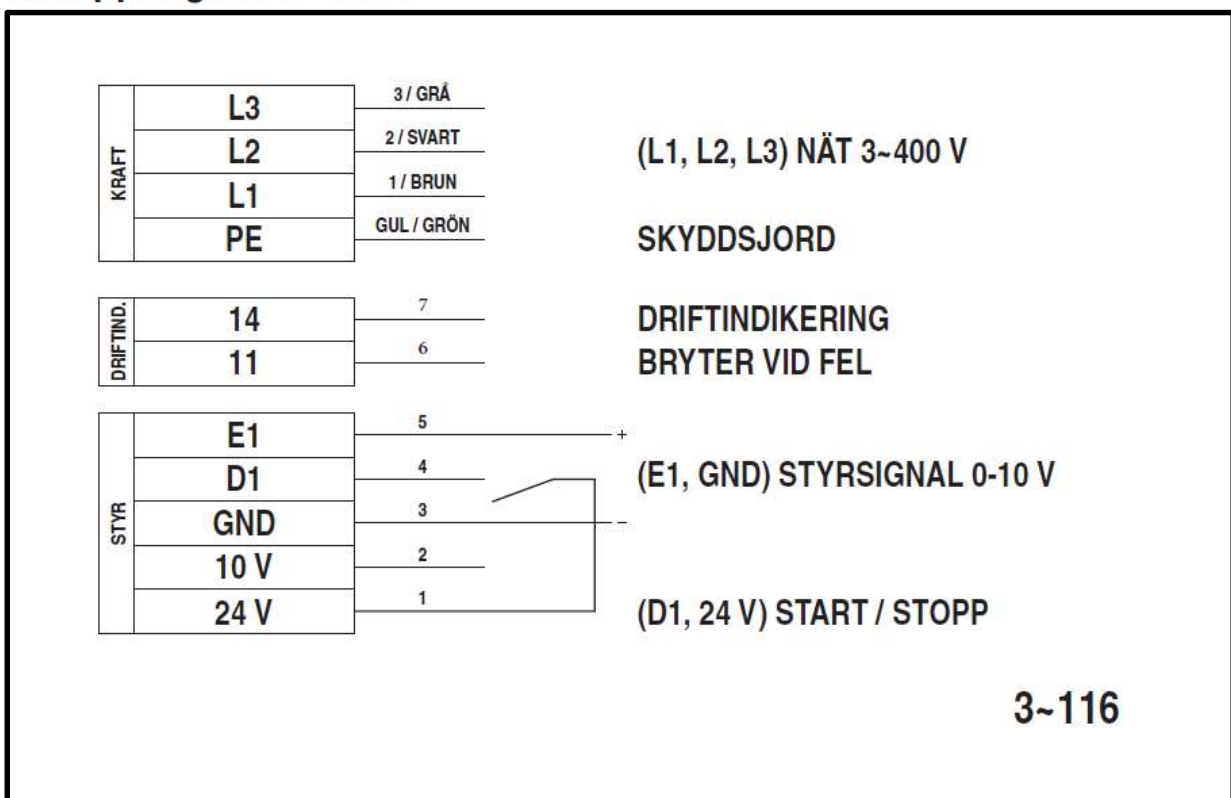 KRAFT
L3 3 / GRÅ
L2 2 / SVART
L1 1 / BRUN
PE GUL / GRÖN
(L1, L2, L3) NÄT 3~400 V
SKYDDSJORD
DRIFTIND.
14 7 DRIFTINDIKERING
11 6 BRYTER VID FEL
STYR
E1 5 +
D1 4
(E1, GND) STYRSIGNAL 0-10 V
GND 3 -
10 V 2
24 V 1
(D1, 24 V) START / STOPP
3~116